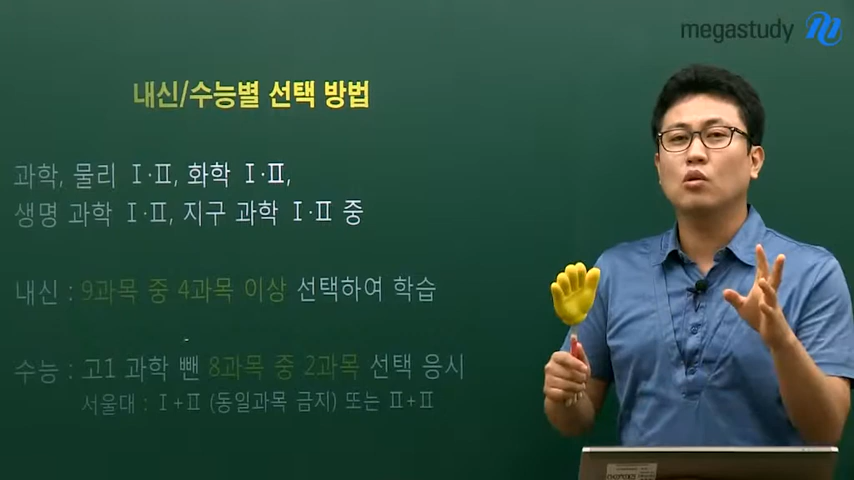 megastudy
내신/수능별 선택 방법
과학, 물리 Ⅰ·Ⅱ, 화학 Ⅰ·Ⅱ,
생명 과학 Ⅰ·Ⅱ, 지구 과학 Ⅰ·Ⅱ 중
내신 : 9과목 중 4과목 이상 선택하여 학습
수능 : 고1 과학 뺀 8과목 중 2과목 선택 응시
서울대 : Ⅰ+Ⅱ (동일과목 금지) 또는 Ⅱ+Ⅱ